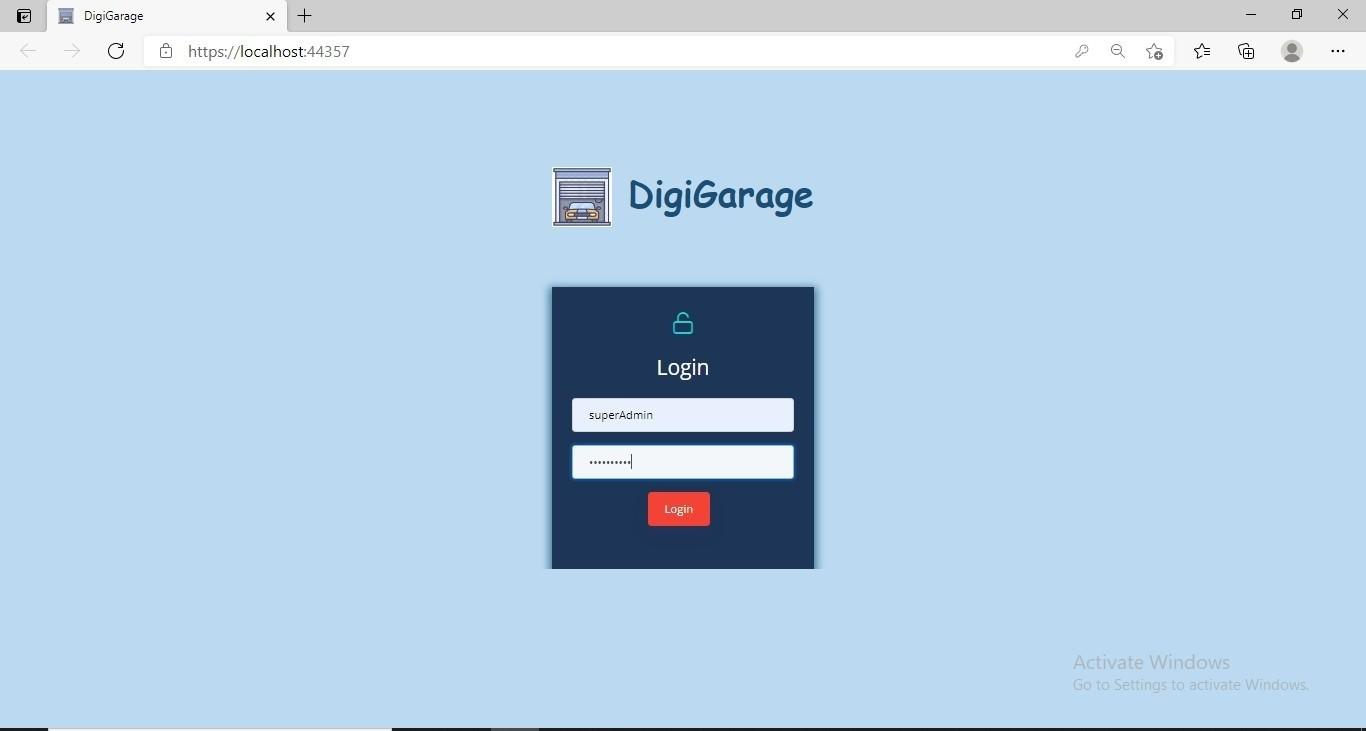 DigiGarage
https://localhost:44357
DigiGarage
Login
superAdmin
••••••••••
Login
Activate Windows
Go to Settings to activate Windows.